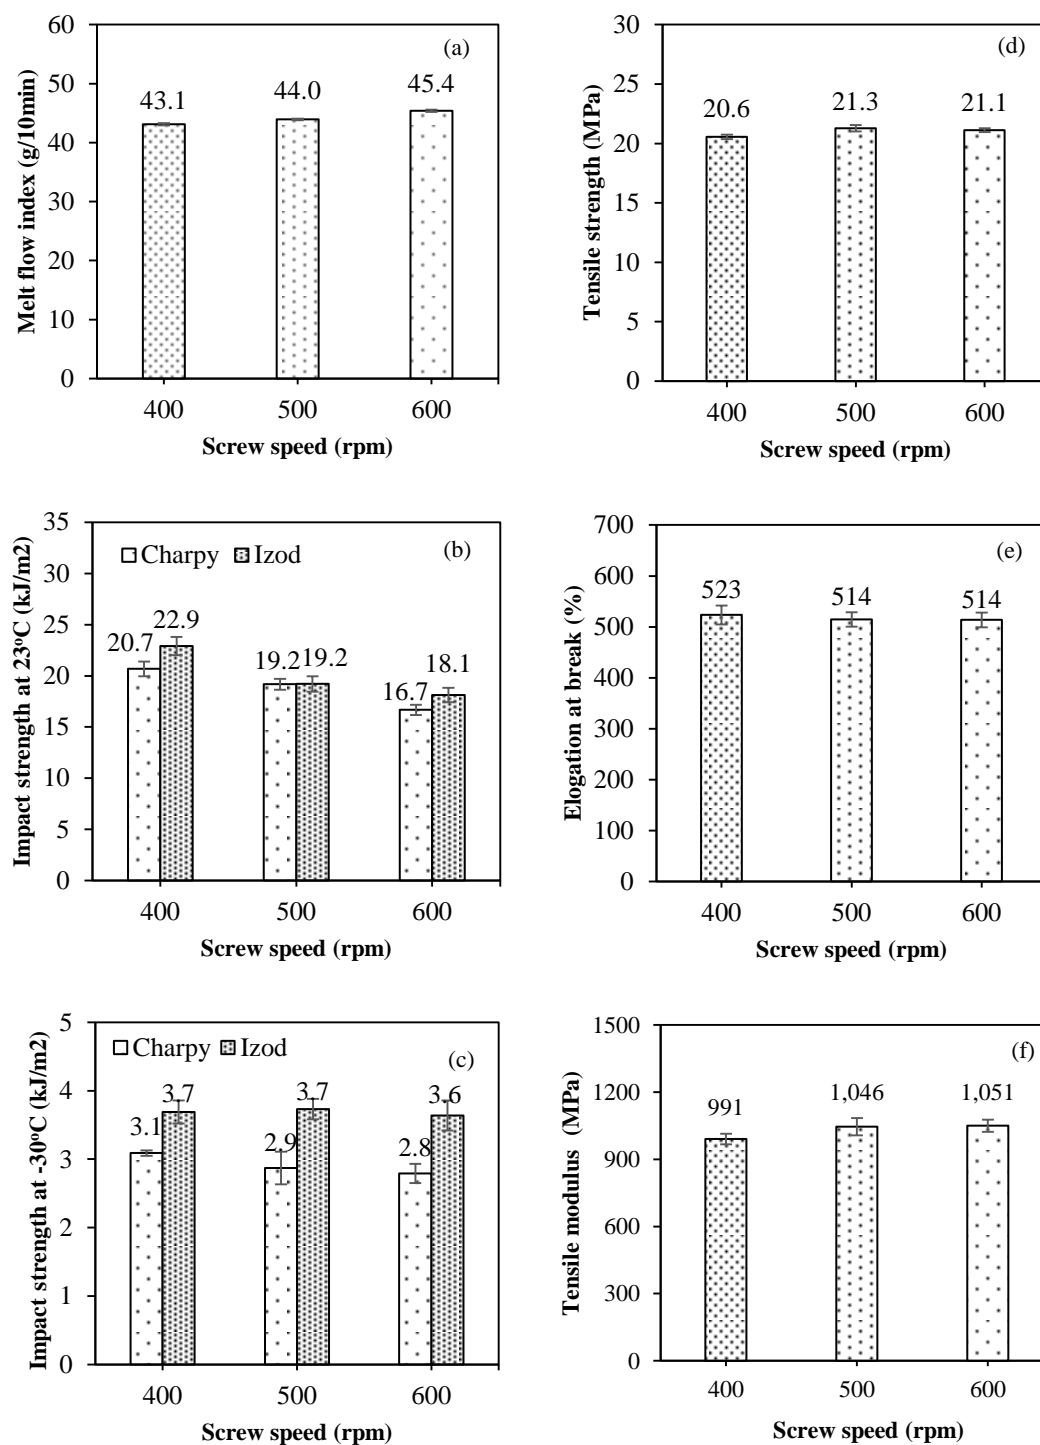 (a)
Melt flow index (g/10min)
60
50
40
30
20
10
0
43.1
44.0
45.4
400 500 600
Screw speed (rpm)
(d)
Tensile strength (MPa)
30
25
20
15
10
5
0
20.6
21.3
21.1
400 500 600
Screw speed (rpm)
(b)
Charpy Izod
Impact strength at 23ºC (kJ/m2)
35
30
25
20
15
10
5
0
20.7 22.9
19.2 19.2
16.7 18.1
400 500 600
Screw speed (rpm)
(e)
Elogation at break (%)
700
600
500
400
300
200
100
0
523
514
514
400 500 600
Screw speed (rpm)
(c)
Charpy Izod
Impact strength at -30ºC (kJ/m2)
5
4
3
2
1
0
3.1 3.7
2.9 3.7
2.8 3.6
400 500 600
Screw speed (rpm)
(f)
Tensile modulus (MPa)
1500
1200
900
600
300
0
991
1,046
1,051
400 500 600
Screw speed (rpm)